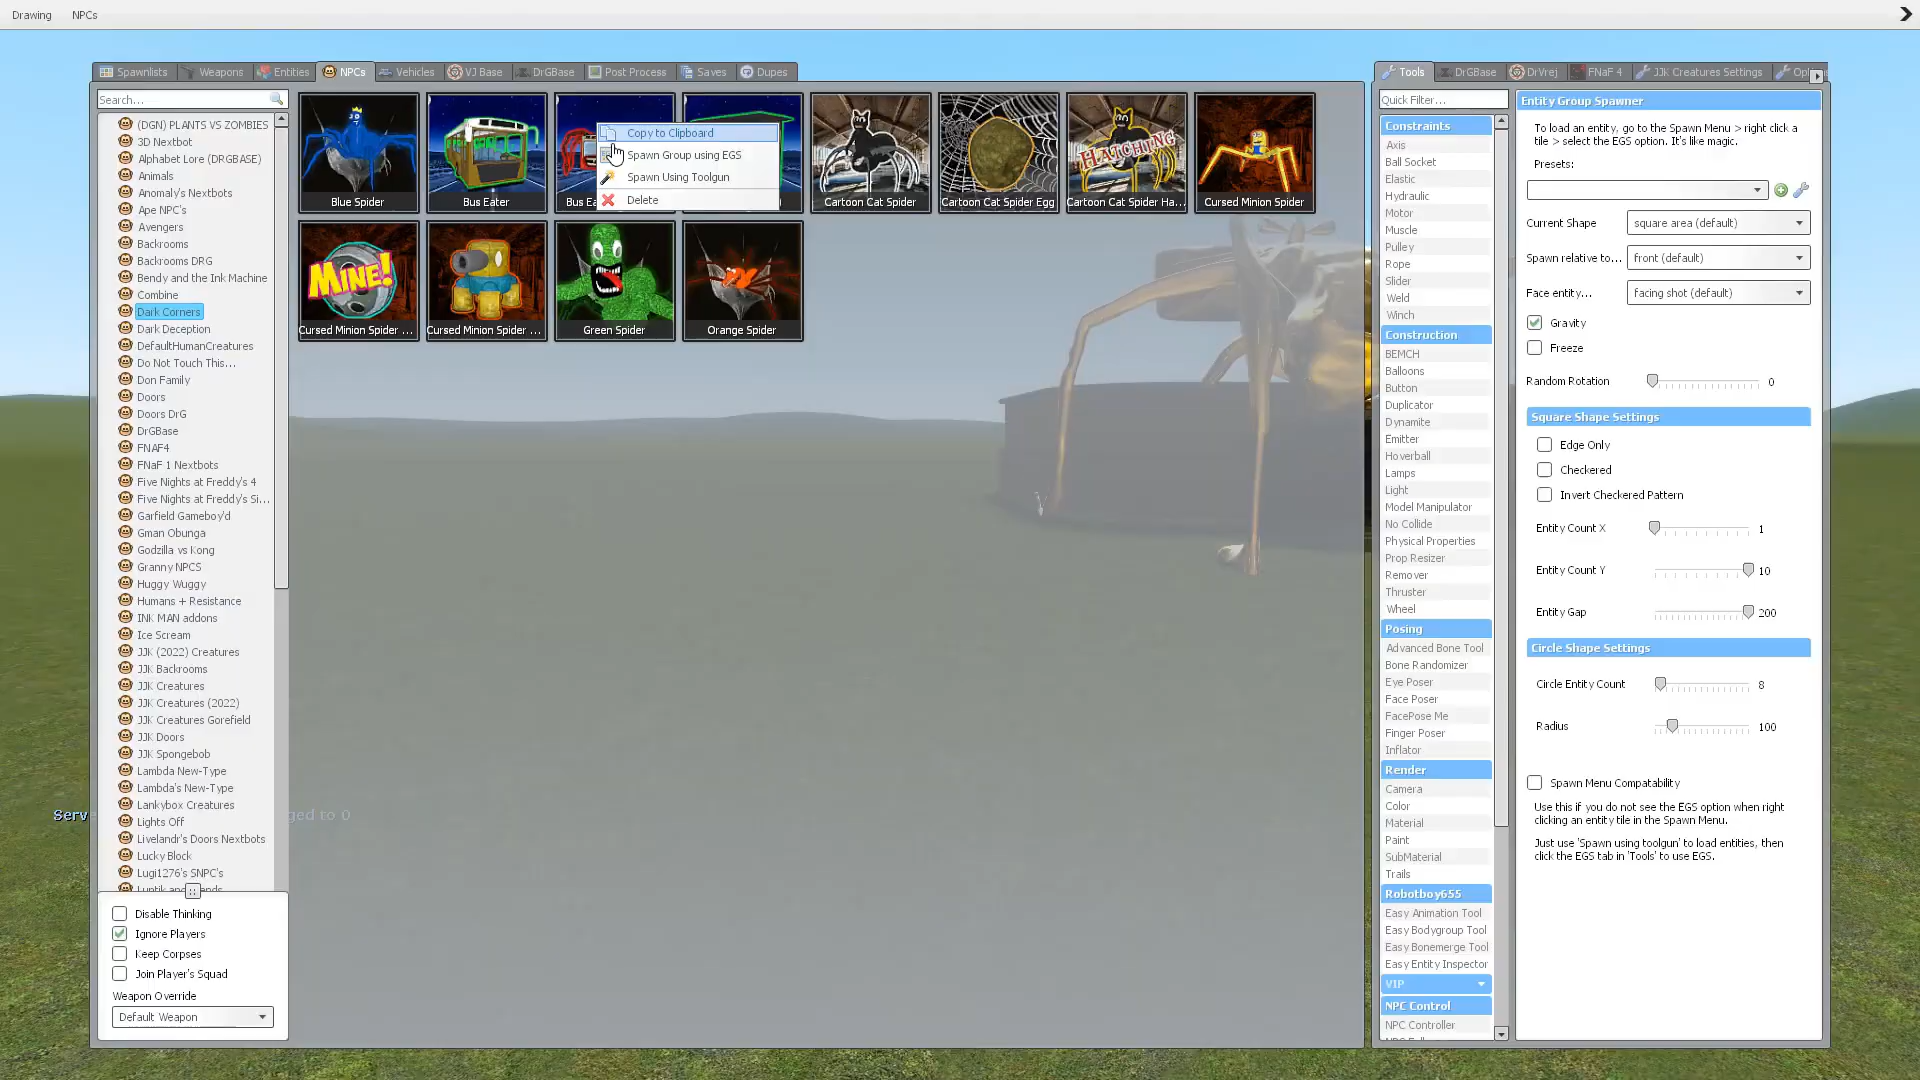 Drawing NPCs
Spawnlists Weapons Entities NPCs Vehicles VJ Base DrGBase Post Process Saves Dupes
Search...
(DGN) PLANTS VS ZOMBIES
3D Nextbot
Alphabet Lore (DRGBASE)
Animals
Anomaly's Nextbots
Ape NPC's
Avengers
Backrooms
Backrooms DRG
Bendy and the Ink Machine
Combine
Dark Corners
Dark Deception
DefaultHumanCreatures
Do Not Touch This...
Don Family
Doors
Doors DrG
DrGBase
FNAF4
FNaF 1 Nextbots
Five Nights at Freddy's 4
Five Nights at Freddy's Si...
Garfield Gameboy'd
Gman Obunga
Godzilla vs Kong
Granny NPCS
Huggy Wuggy
Humans + Resistance
INK MAN addons
Ice Scream
JJK (2022) Creatures
JJK Backrooms
JJK Creatures
JJK Creatures (2022)
JJK Creatures Gorefield
JJK Doors
JJK Spongebob
Lambda New-Type
Lambda's New-Type
Lankybox Creatures
Lights Off
Livelandr's Doors Nextbots
Lucky Block
Lugi1276's SNPC's
Disable Thinking
Ignore Players
Keep Corpses
Join Player's Squad
Weapon Override
Default Weapon
Serv
ged to 0
Blue Spider
Bus Eater
Bus Ea
Copy to Clipboard
Spawn Group using EGS
Spawn Using Toolgun
Delete
Cartoon Cat Spider
Cartoon Cat Spider Egg
HATCHING
Cartoon Cat Spider Ha...
Cursed Minion Spider
MINE!
Cursed Minion Spider ...
Cursed Minion Spider ...
Green Spider
Orange Spider
Tools DrGBase DrVrej FNaF 4 JJK Creatures Settings
Quick Filter...
Constraints
Axis
Ball Socket
Elastic
Hydraulic
Motor
Muscle
Pulley
Rope
Slider
Weld
Winch
Construction
BEMCH
Balloons
Button
Duplicator
Dynamite
Emitter
Hoverball
Lamps
Light
Model Manipulator
No Collide
Physical Properties
Prop Resizer
Remover
Thruster
Wheel
Posing
Advanced Bone Tool
Bone Randomizer
Eye Poser
Face Poser
FacePose Me
Finger Poser
Inflator
Render
Camera
Color
Material
Paint
SubMaterial
Trails
Robotboy655
Easy Animation Tool
Easy Bodygroup Tool
Easy Bonemerge Tool
Easy Entity Inspector
VIP
NPC Control
NPC Controller
Entity Group Spawner
To load an entity, go to the Spawn Menu > right click a
tile > select the EGS option. It's like magic.
Presets:
Current Shape square area (default)
Spawn relative to... front (default)
Face entity... facing shot (default)
Gravity
Freeze
Random Rotation 0
Square Shape Settings
Edge Only
Checkered
Invert Checkered Pattern
Entity Count X 1
Entity Count Y 10
Entity Gap 200
Circle Shape Settings
Circle Entity Count 8
Radius 100
Spawn Menu Compatability
Use this if you do not see the EGS option when right
clicking an entity tile in the Spawn Menu.
Just use 'Spawn using toolgun' to load entities, then
click the EGS tab in 'Tools' to use EGS.